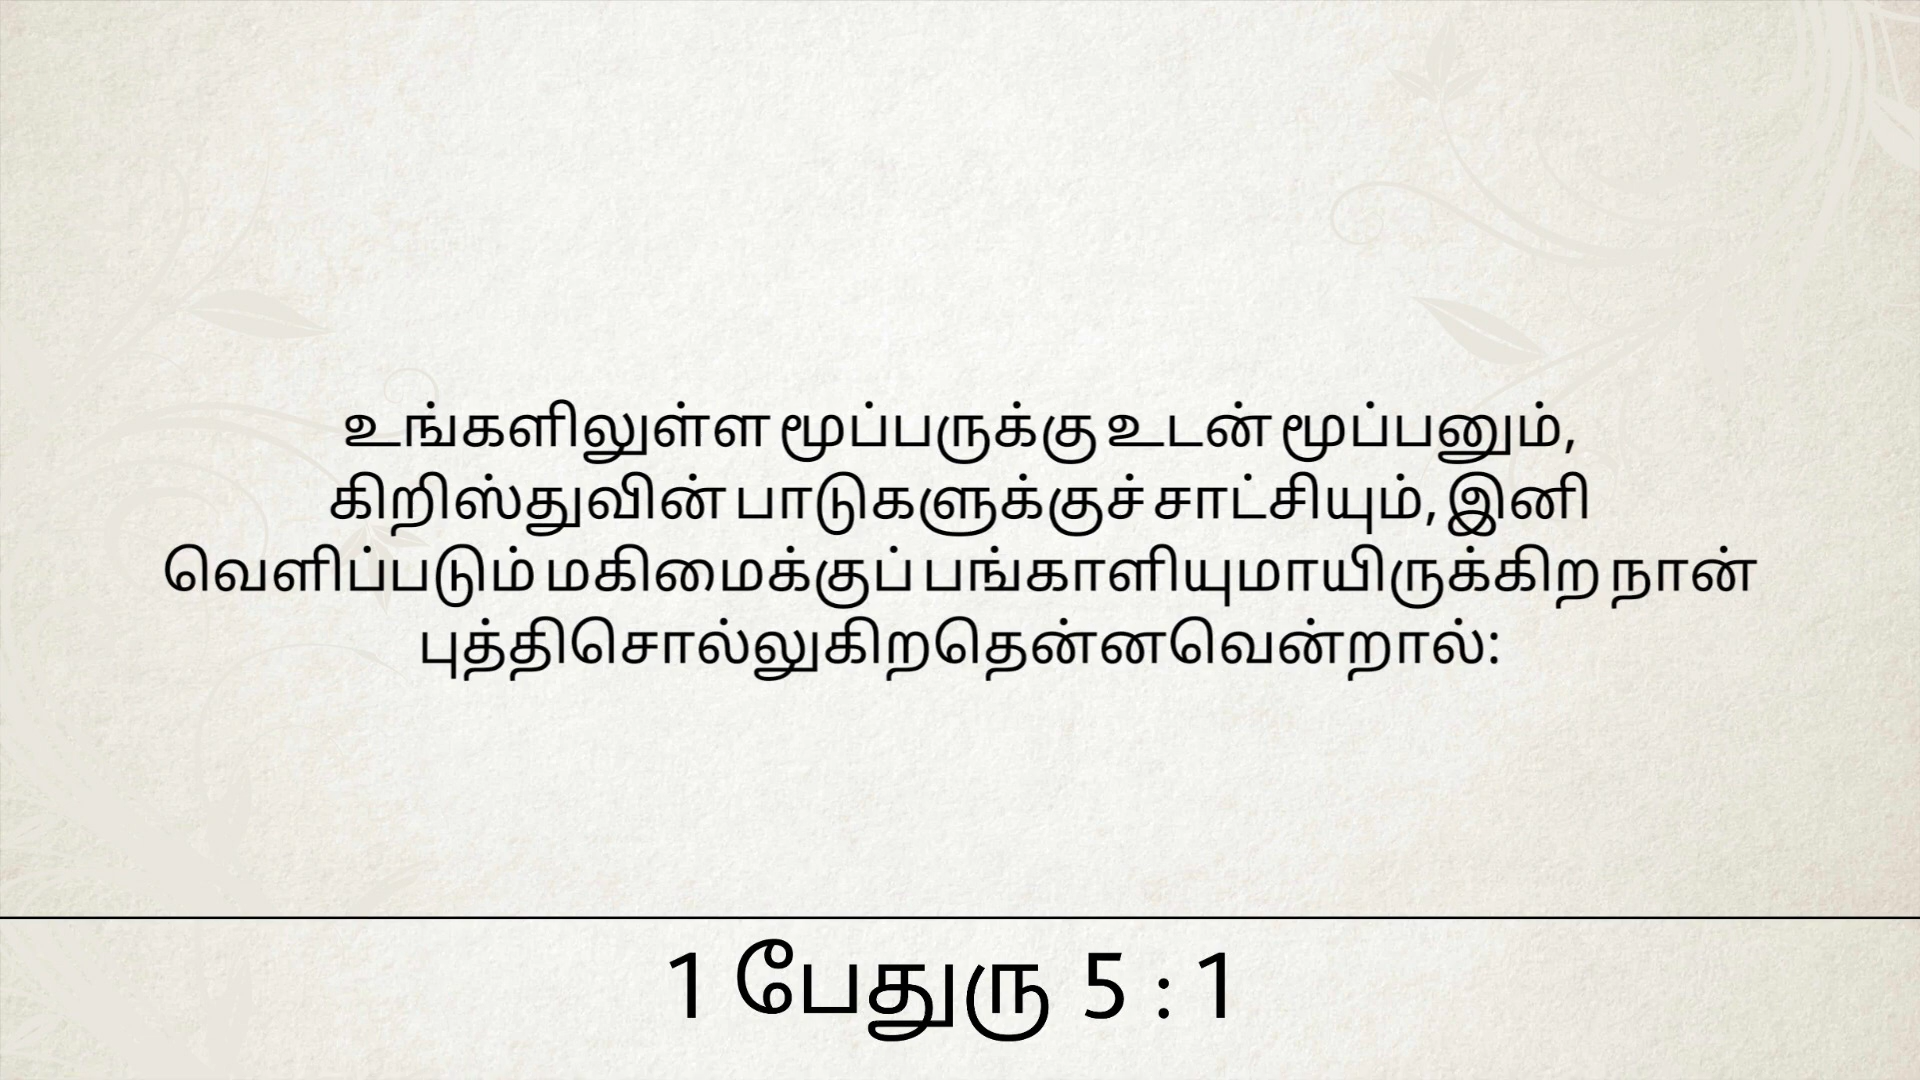 உங்களிலுள்ள மூப்பருக்கு உடன் மூப்பனும்,
கிறிஸ்துவின் பாடுகளுக்குச் சாட்சியும், இனி
வெளிப்படும் மகிமைக்குப் பங்காளியுமாயிருக்கிற நான்
புத்திசொல்லுகிறதென்னவென்றால்:
1 பேதுரு 5 : 1